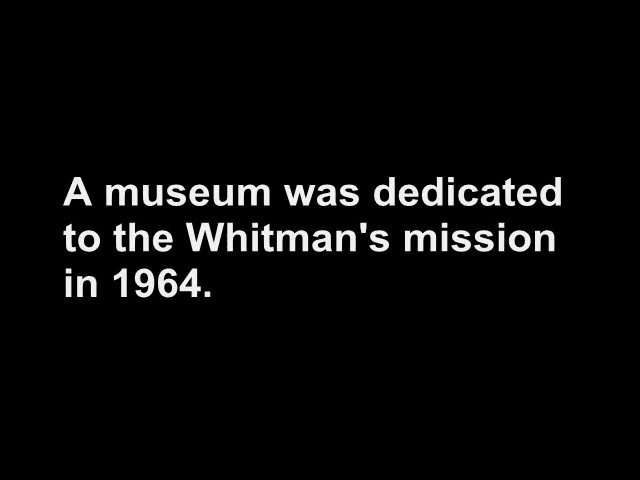 A museum was dedicated
to the Whitman's mission
in 1964.